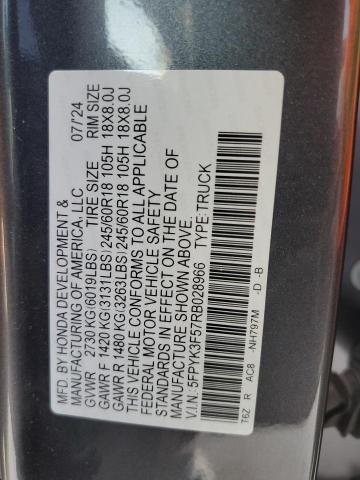 MFD. BY HONDA DEVELOPMENT & 07/'24
MANUFACTURING OF AMERICA, LLC
GVWR 2730 KG(6019LBS) TIRE SIZE RIM SIZE
GAWR F 1420 KG(3131LBS) 245/60R18 105H 18X8.0J
GAWR R 1480 KG(3263LBS) 245/60R18 105H 18X8.0J
THIS VEHICLE CONFORMS TO ALL APPLICABLE
FEDERAL MOTOR VEHICLE SAFETY
STANDARDS IN EFFECT ON THE DATE OF
MANUFACTURE SHOWN ABOVE.
V.I.N: 5FPYK3F57RB028966 TYPE: TRUCK
T6Z R AC8 -NH797M -D -B